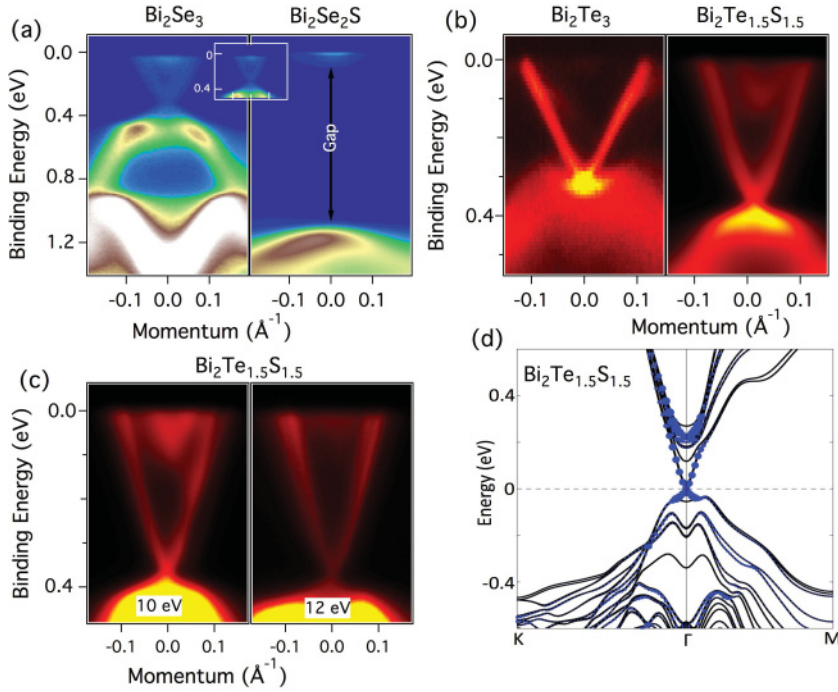 (a) Bi2Se3 Bi2Se2S
Binding Energy (eV)
0.0
0.4
0.8
1.2
0
0.4
Gap
-0.1 0.0 0.1 -0.1 0.0 0.1
Momentum (Å-1)
(b) Bi2Te3 Bi2Te1.5S1.5
Binding Energy (eV)
0.0
0.4
-0.1 0.0 0.1 -0.1 0.0 0.1
Momentum (Å-1)
(c) Bi2Te1.5S1.5
Binding Energy (eV)
0.0
0.4
10 eV 12 eV
-0.1 0.0 0.1 -0.1 0.0 0.1
Momentum (Å-1)
(d)
Bi2Te1.5S1.5
Energy (eV)
0.4
0
-0.4
K Γ M